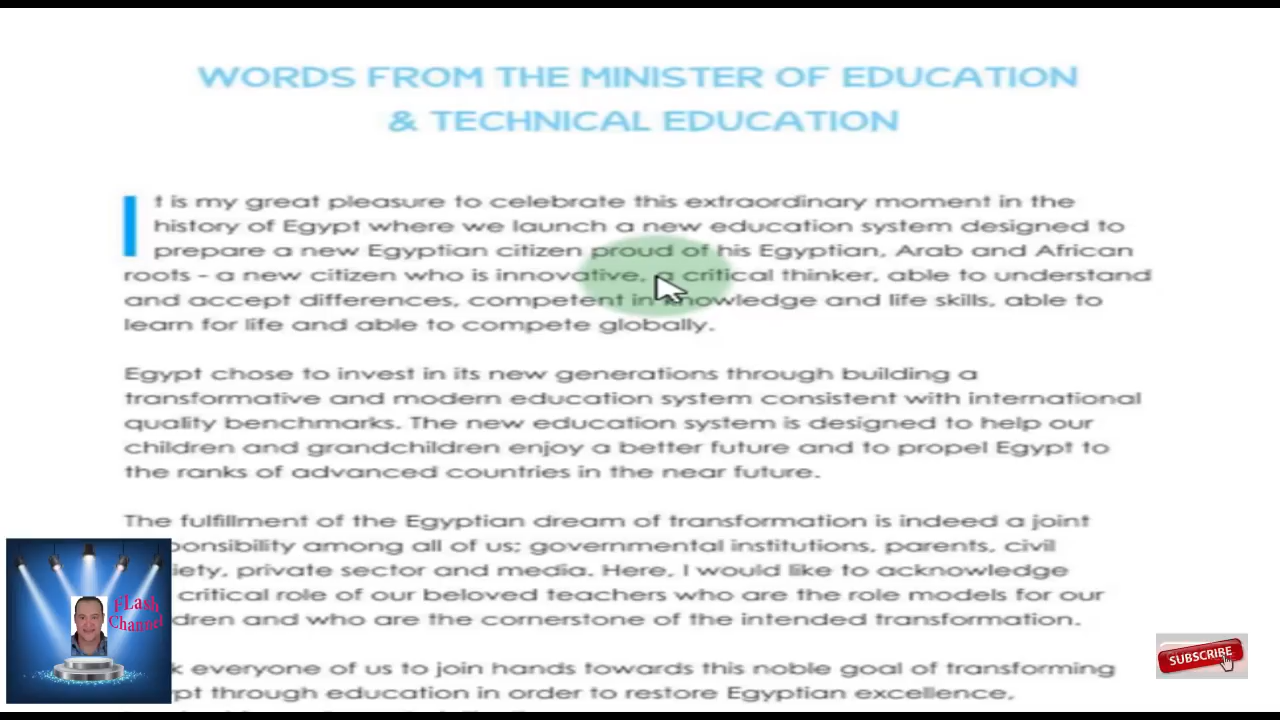 WORDS FROM THE MINISTER OF EDUCATION
& TECHNICAL EDUCATION
It is my great pleasure to celebrate this extraordinary moment in the
history of Egypt where we launch a new education system designed to
prepare a new Egyptian citizen proud of his Egyptian, Arab and African
roots - a new citizen who is innovative, a critical thinker, able to understand
and accept differences, competent in knowledge and life skills, able to
learn for life and able to compete globally.
Egypt chose to invest in its new generations through building a
transformative and modern education system consistent with international
quality benchmarks. The new education system is designed to help our
children and grandchildren enjoy a better future and to propel Egypt to
the ranks of advanced countries in the near future.
The fulfillment of the Egyptian dream of transformation is indeed a joint
ponsibility among all of us; governmental institutions, parents, civil
iety, private sector and media. Here, I would like to acknowledge
critical role of our beloved teachers who are the role models for our
dren and who are the cornerstone of the intended transformation.
k everyone of us to join hands towards this noble goal of transforming
pt through education in order to restore Egyptian excellence,
FLash
Channel
SUBSCRIBE